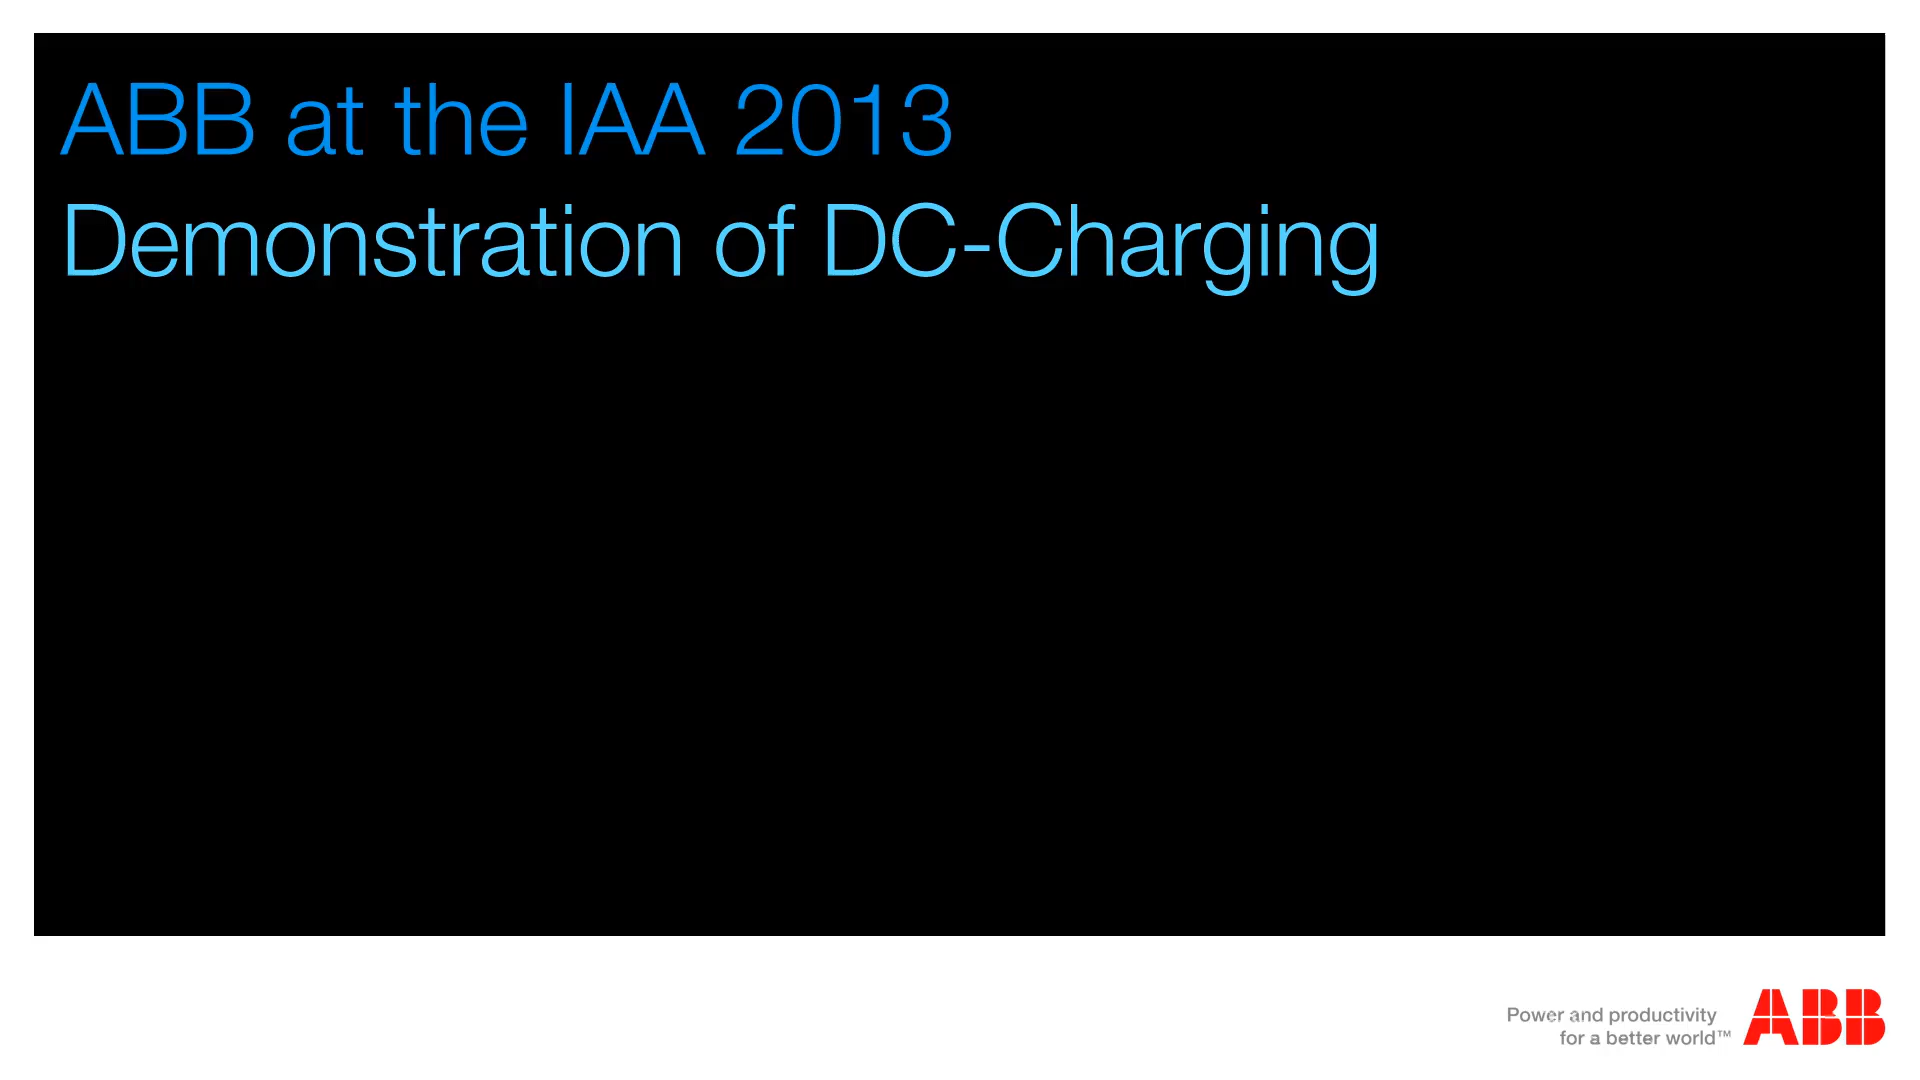 ABB at the IAA 2013
Demonstration of DC-Charging
Power and productivity
for a better world™
ABB